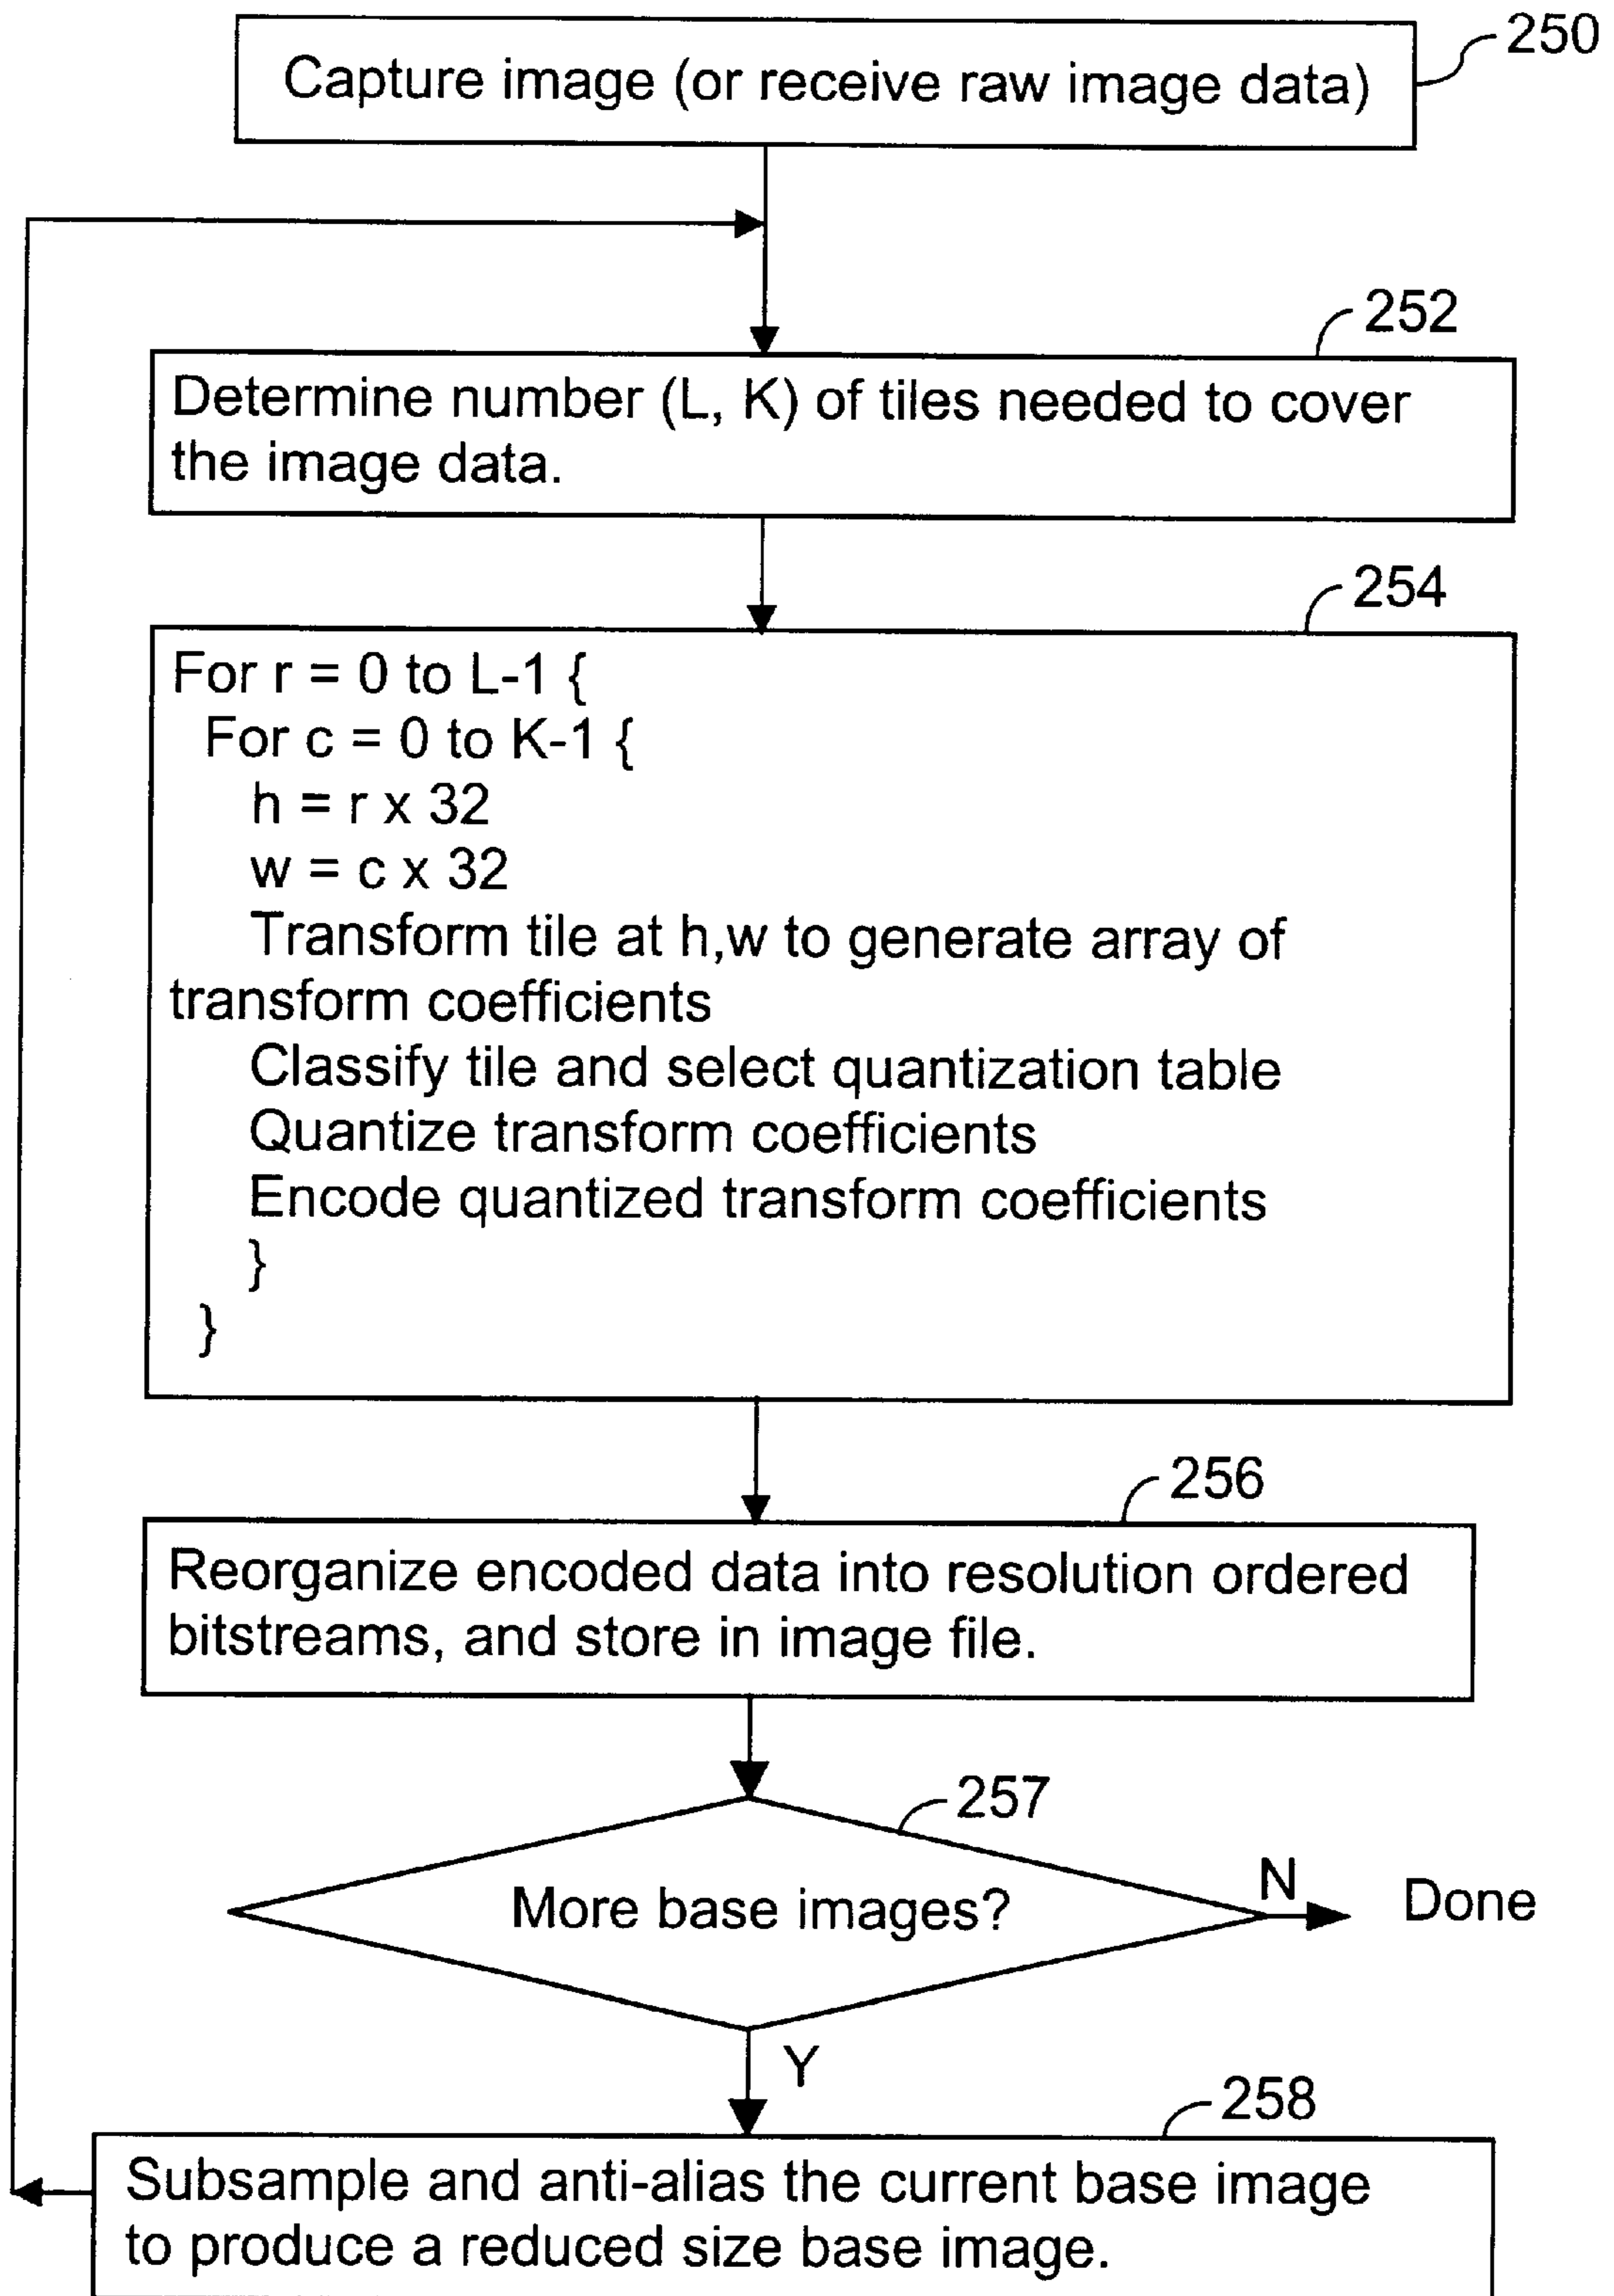 250
Capture image (or receive raw image data)
252
Determine number (L, K) of tiles needed to cover
the image data.
254
For r = 0 to L-1 {
For c = 0 to K-1 {
h = r x 32
w = c x 32
Transform tile at h,w to generate array of
transform coefficients
Classify tile and select quantization table
Quantize transform coefficients
Encode quantized transform coefficients
}
}
256
Reorganize encoded data into resolution ordered
bitstreams, and store in image file.
257
More base images?
N
Done
Y
258
Subsample and anti-alias the current base image
to produce a reduced size base image.